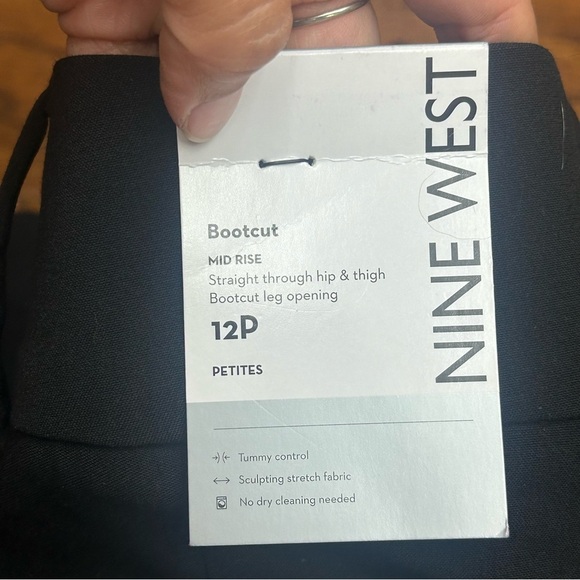 NINE WEST
Bootcut
MID RISE
Straight through hip & thigh
Bootcut leg opening
12P
PETITES
Tummy control
Sculpting stretch fabric
No dry cleaning needed